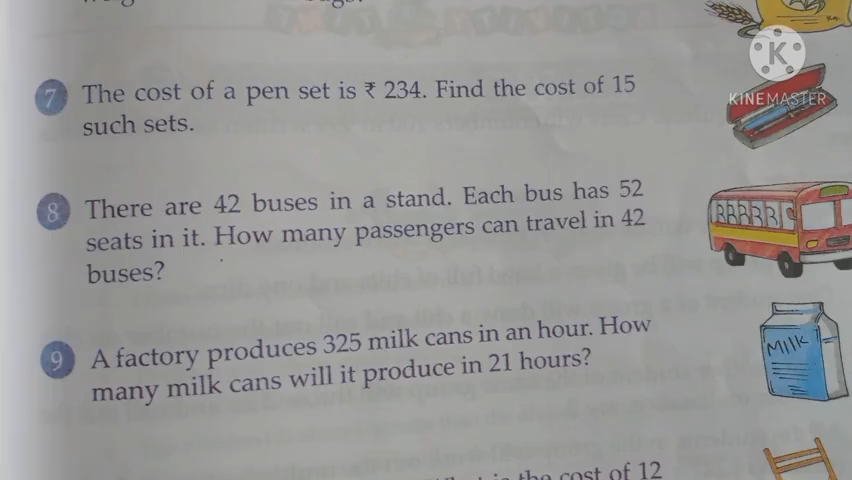 7 The cost of a pen set is ₹ 234. Find the cost of 15
such sets.
8 There are 42 buses in a stand. Each bus has 52
seats in it. How many passengers can travel in 42
buses?
9 A factory produces 325 milk cans in an hour. How
many milk cans will it produce in 21 hours?
the cost of 12
K
KINEMASTER
MILK